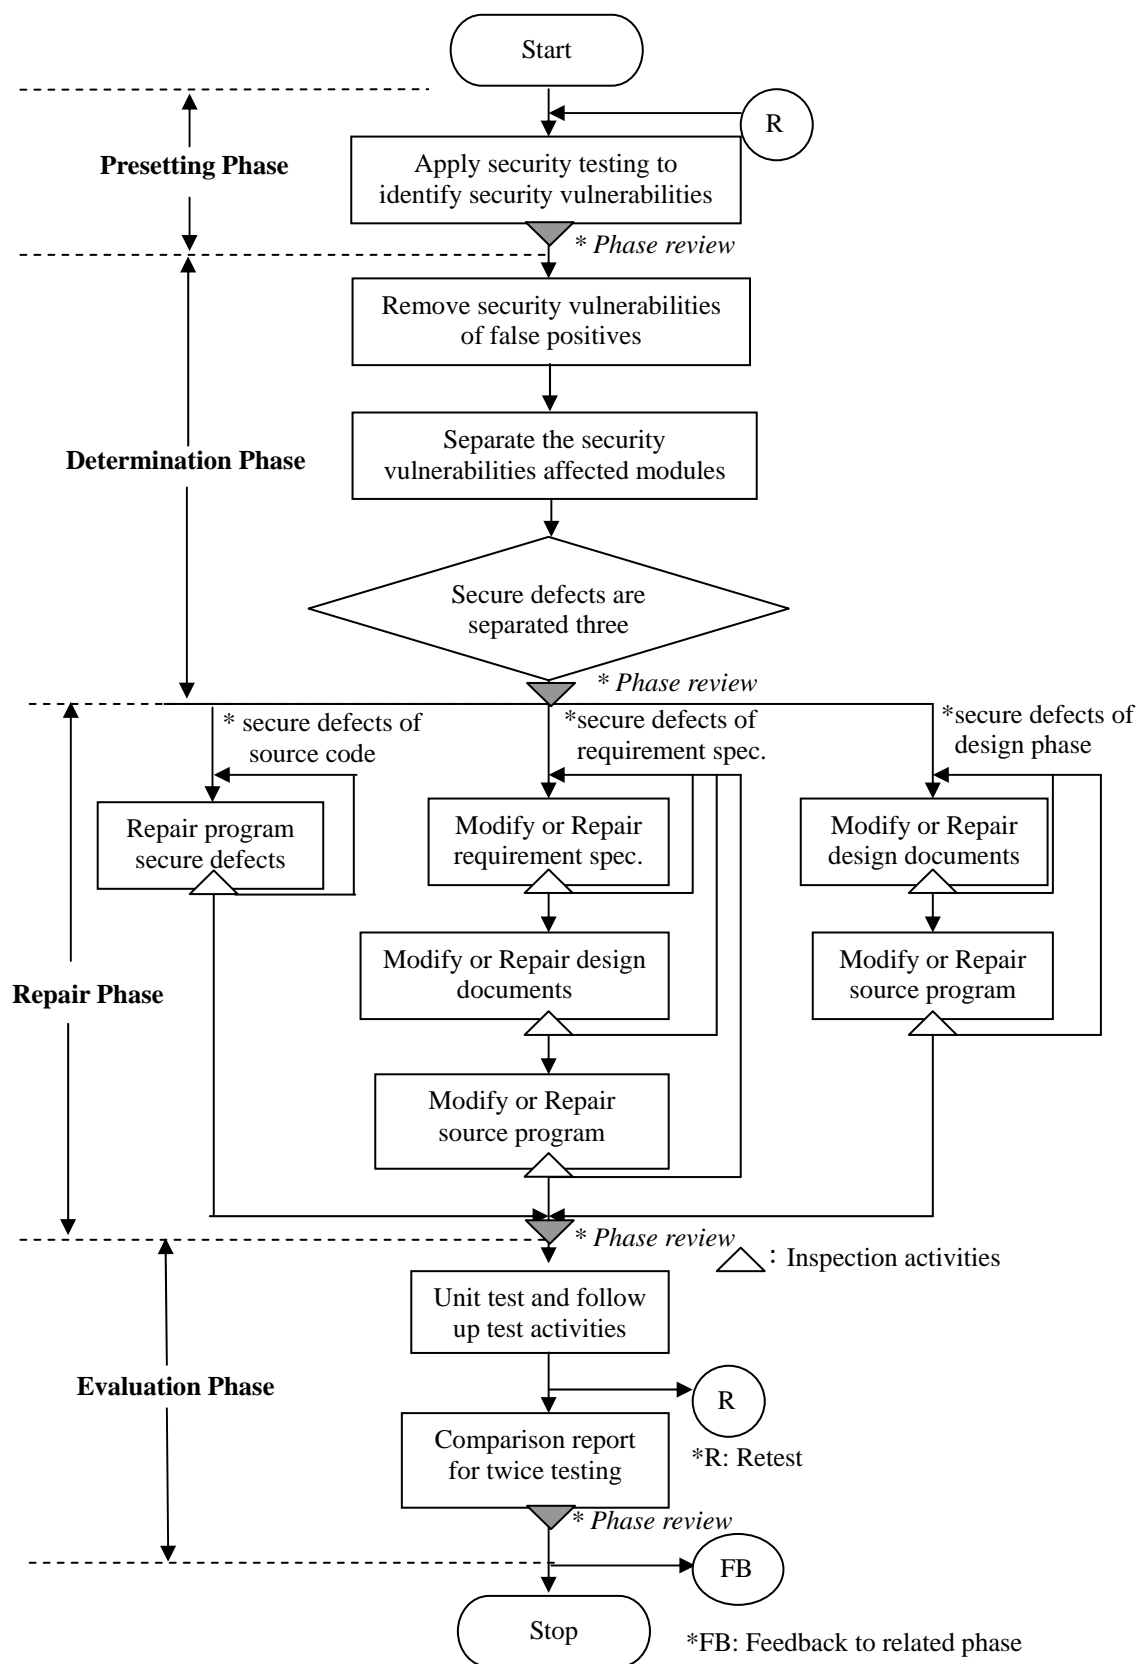 Start
R
Presetting Phase
Apply security testing to
identify security vulnerabilities
* Phase review
Remove security vulnerabilities
of false positives
Determination Phase
Separate the security
vulnerabilities affected modules
Secure defects are
separated three
* Phase review
* secure defects of
source code
*secure defects of
requirement spec.
*secure defects of
design phase
Repair program
secure defects
Modify or Repair
requirement spec.
Modify or Repair
design documents
Repair Phase
Modify or Repair design
documents
Modify or Repair
source program
Modify or Repair
source program
* Phase review
: Inspection activities
Unit test and follow
up test activities
Evaluation Phase
R
*R: Retest
Comparison report
for twice testing
* Phase review
FB
Stop
*FB: Feedback to related phase